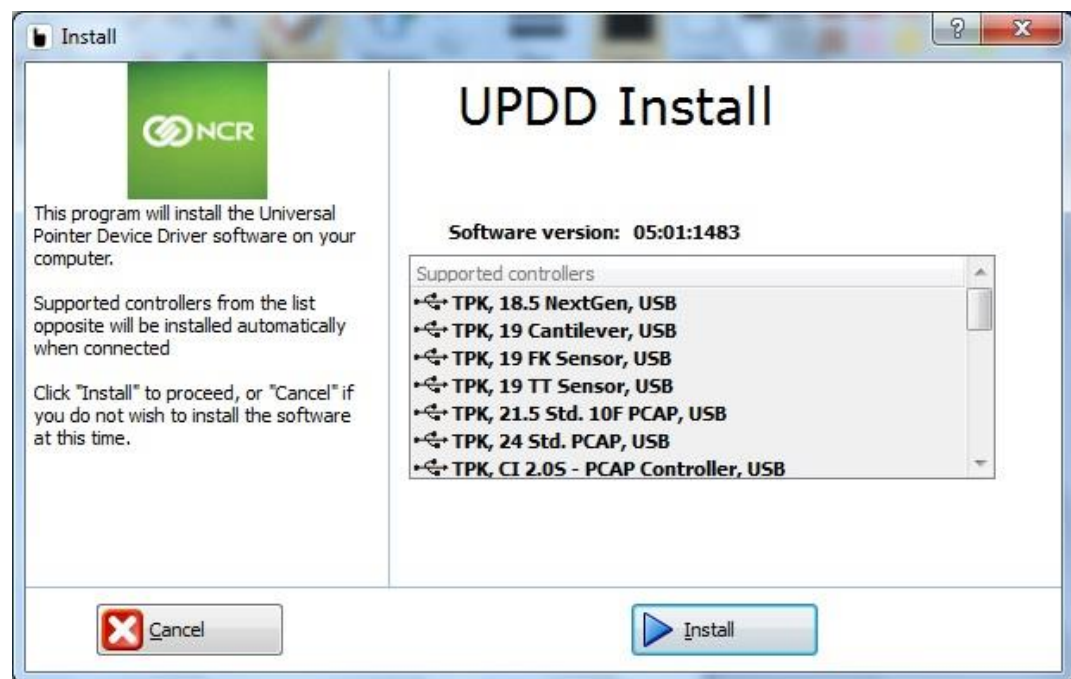 Install
NCR
This program will install the Universal
Pointer Device Driver software on your
computer.
Supported controllers from the list
opposite will be installed automatically
when connected
Click "Install" to proceed, or "Cancel" if
you do not wish to install the software
at this time.
UPDD Install
Software version: 05:01:1483
Supported controllers
TPK, 18.5 NextGen, USB
TPK, 19 Cantilever, USB
TPK, 19 FK Sensor, USB
TPK, 19 TT Sensor, USB
TPK, 21.5 Std. 10F PCAP, USB
TPK, 24 Std. PCAP, USB
TPK, CI 2.0S - PCAP Controller, USB
Cancel
Install